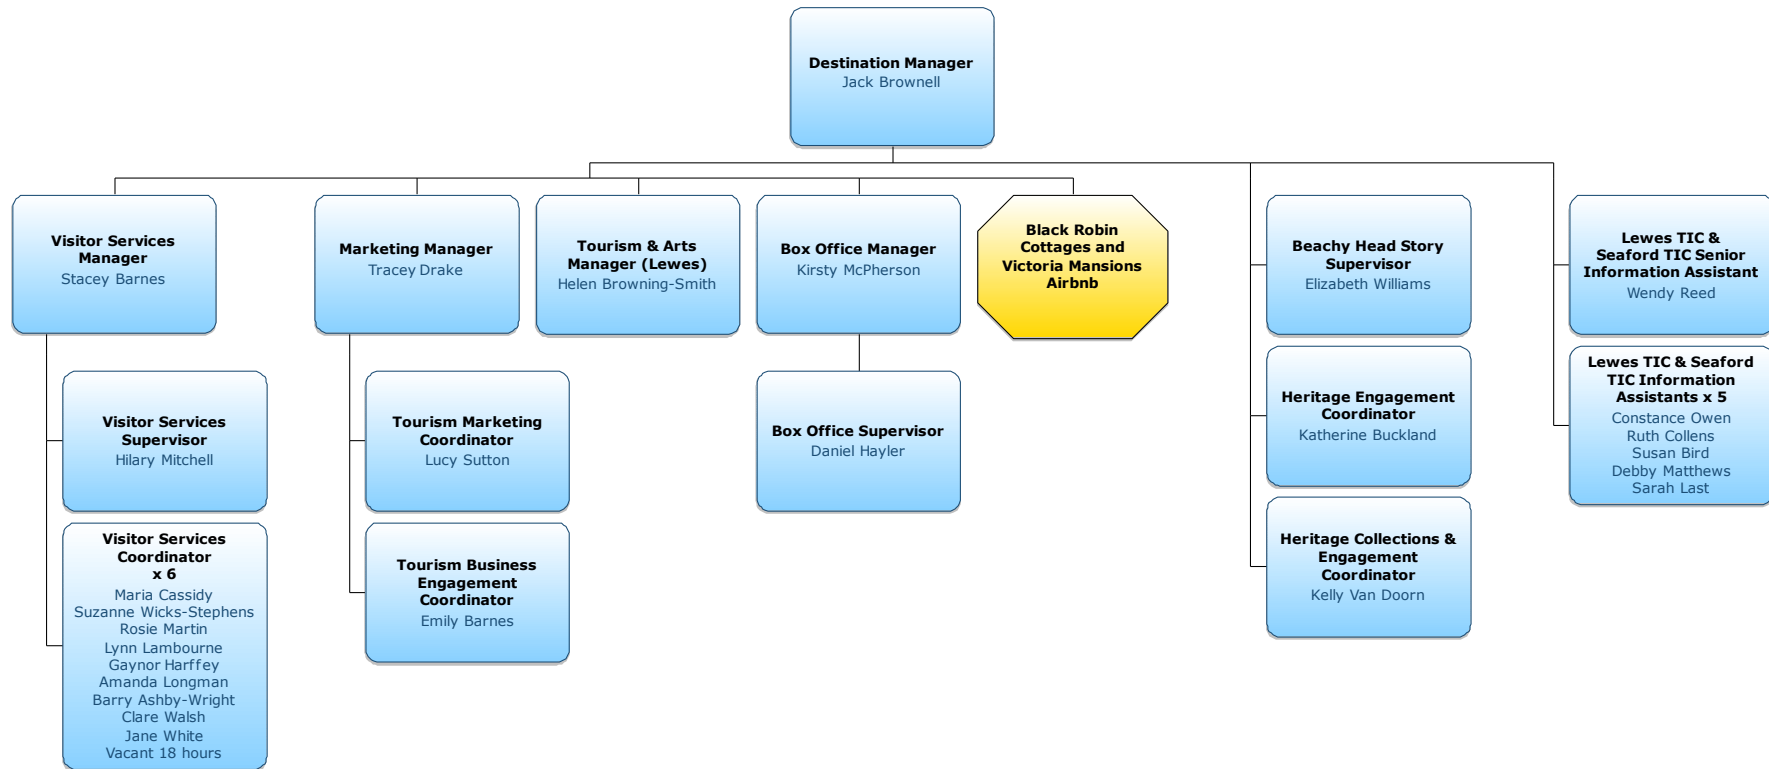 Destination Manager
Jack Brownell
Visitor Services
Manager
Stacey Barnes
Marketing Manager
Tracey Drake
Tourism & Arts
Manager (Lewes)
Helen Browning-Smith
Box Office Manager
Kirsty McPherson
Black Robin
Cottages and
Victoria Mansions
Airbnb
Beachy Head Story
Supervisor
Elizabeth Williams
Lewes TIC &
Seaford TIC Senior
Information Assistant
Wendy Reed
Visitor Services
Supervisor
Hilary Mitchell
Tourism Marketing
Coordinator
Lucy Sutton
Box Office Supervisor
Daniel Hayler
Heritage Engagement
Coordinator
Katherine Buckland
Lewes TIC & Seaford
TIC Information
Assistants x 5
Constance Owen
Ruth Collens
Susan Bird
Debby Matthews
Sarah Last
Visitor Services
Coordinator
x 6
Maria Cassidy
Suzanne Wicks-Stephens
Rosie Martin
Lynn Lambourne
Gaynor Harffey
Amanda Longman
Barry Ashby-Wright
Clare Walsh
Jane White
Vacant 18 hours
Tourism Business
Engagement
Coordinator
Emily Barnes
Heritage Collections &
Engagement
Coordinator
Kelly Van Doorn